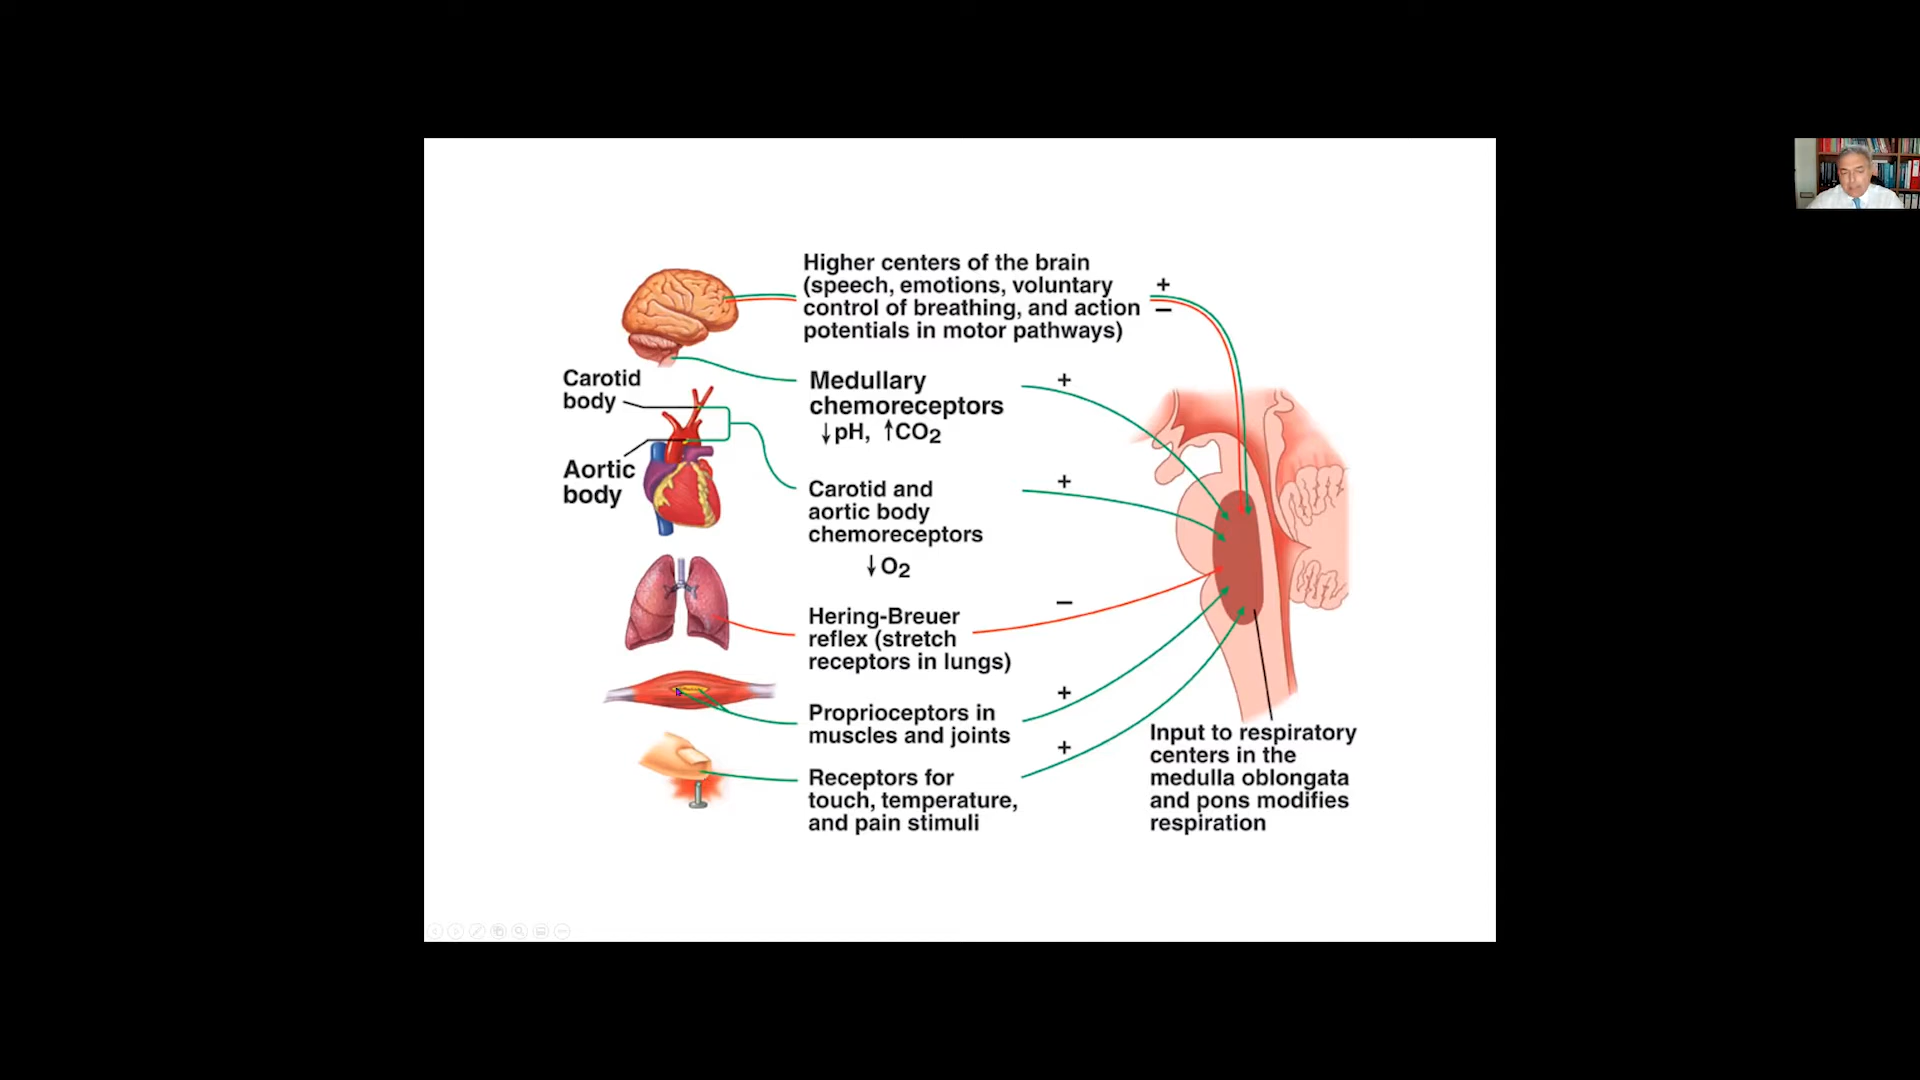 Higher centers of the brain
(speech, emotions, voluntary
control of breathing, and action
potentials in motor pathways)
+
−
Carotid
body
Medullary
chemoreceptors
↓pH, ↑CO2
+
Aortic
body
Carotid and
aortic body
chemoreceptors
↓O2
+
Hering-Breuer
reflex (stretch
receptors in lungs)
−
Proprioceptors in
muscles and joints
+
Receptors for
touch, temperature,
and pain stimuli
+
Input to respiratory
centers in the
medulla oblongata
and pons modifies
respiration